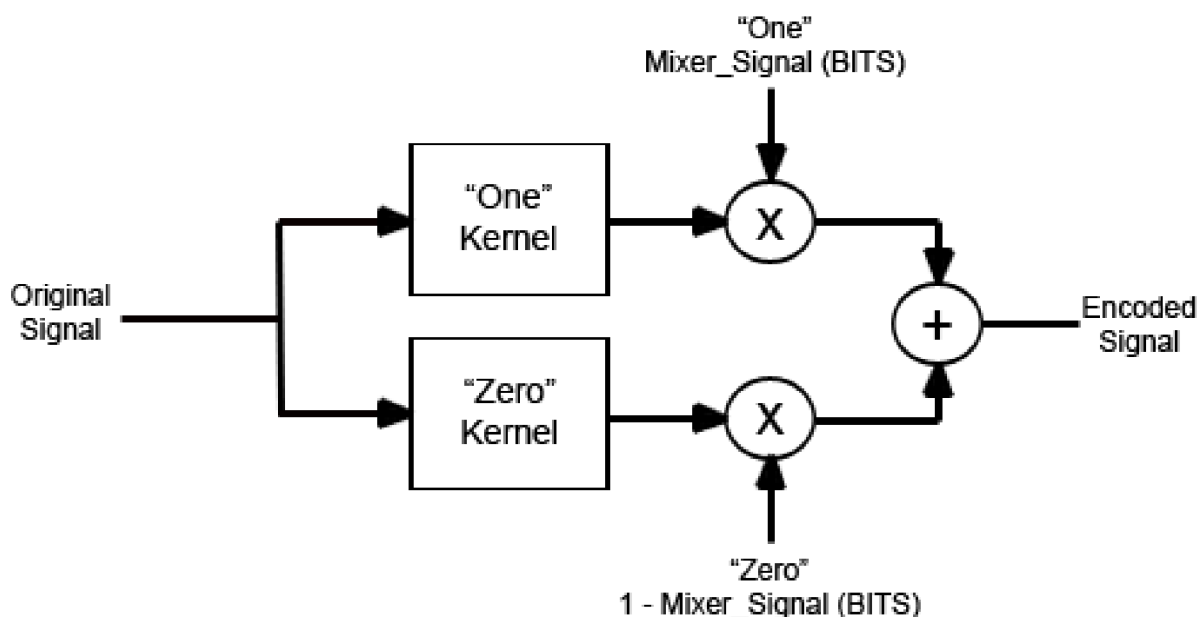 “One”
Mixer_Signal (BITS)
“One”
Kernel
X
Original
Signal
+
Encoded
Signal
“Zero”
Kernel
X
“Zero”
1 - Mixer_Signal (BITS)